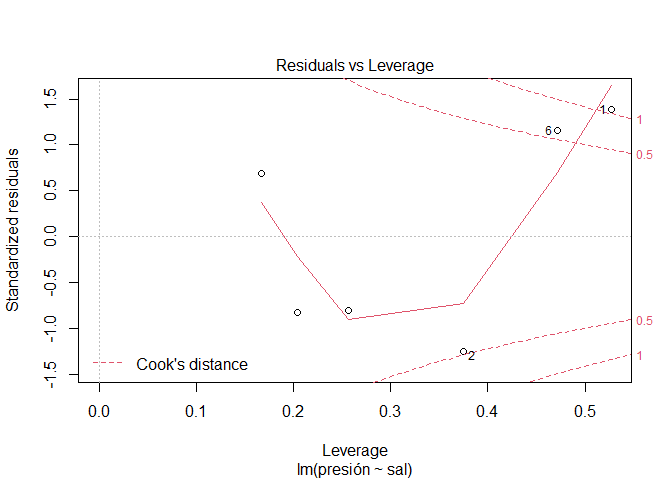 Residuals vs Leverage
Standardized residuals
1.5
1.0
0.5
0.0
-0.5
-1.0
-1.5
1
6
2
1
0.5
0.5
1
Cook's distance
0.0 0.1 0.2 0.3 0.4 0.5
Leverage
lm(presión ~ sal)